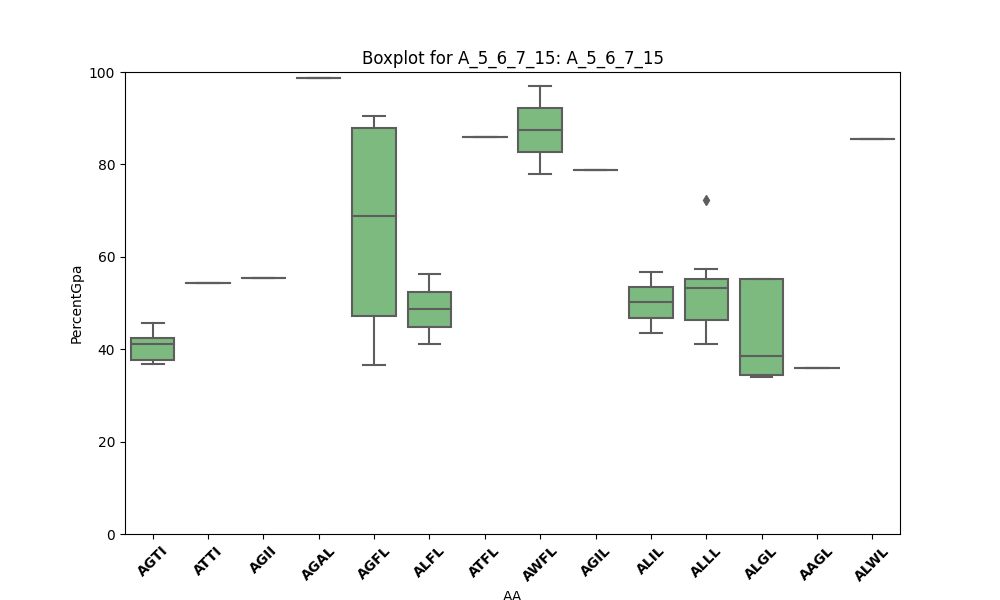 Boxplot for A_5_6_7_15: A_5_6_7_15
100
80
60
40
20
0
PercentGpa
AGTI
ATTI
AGII
AGAL
AGFL
ALFL
ATFL
AWFL
AGIL
ALIL
ALLL
ALGL
AAGL
ALWL
AA